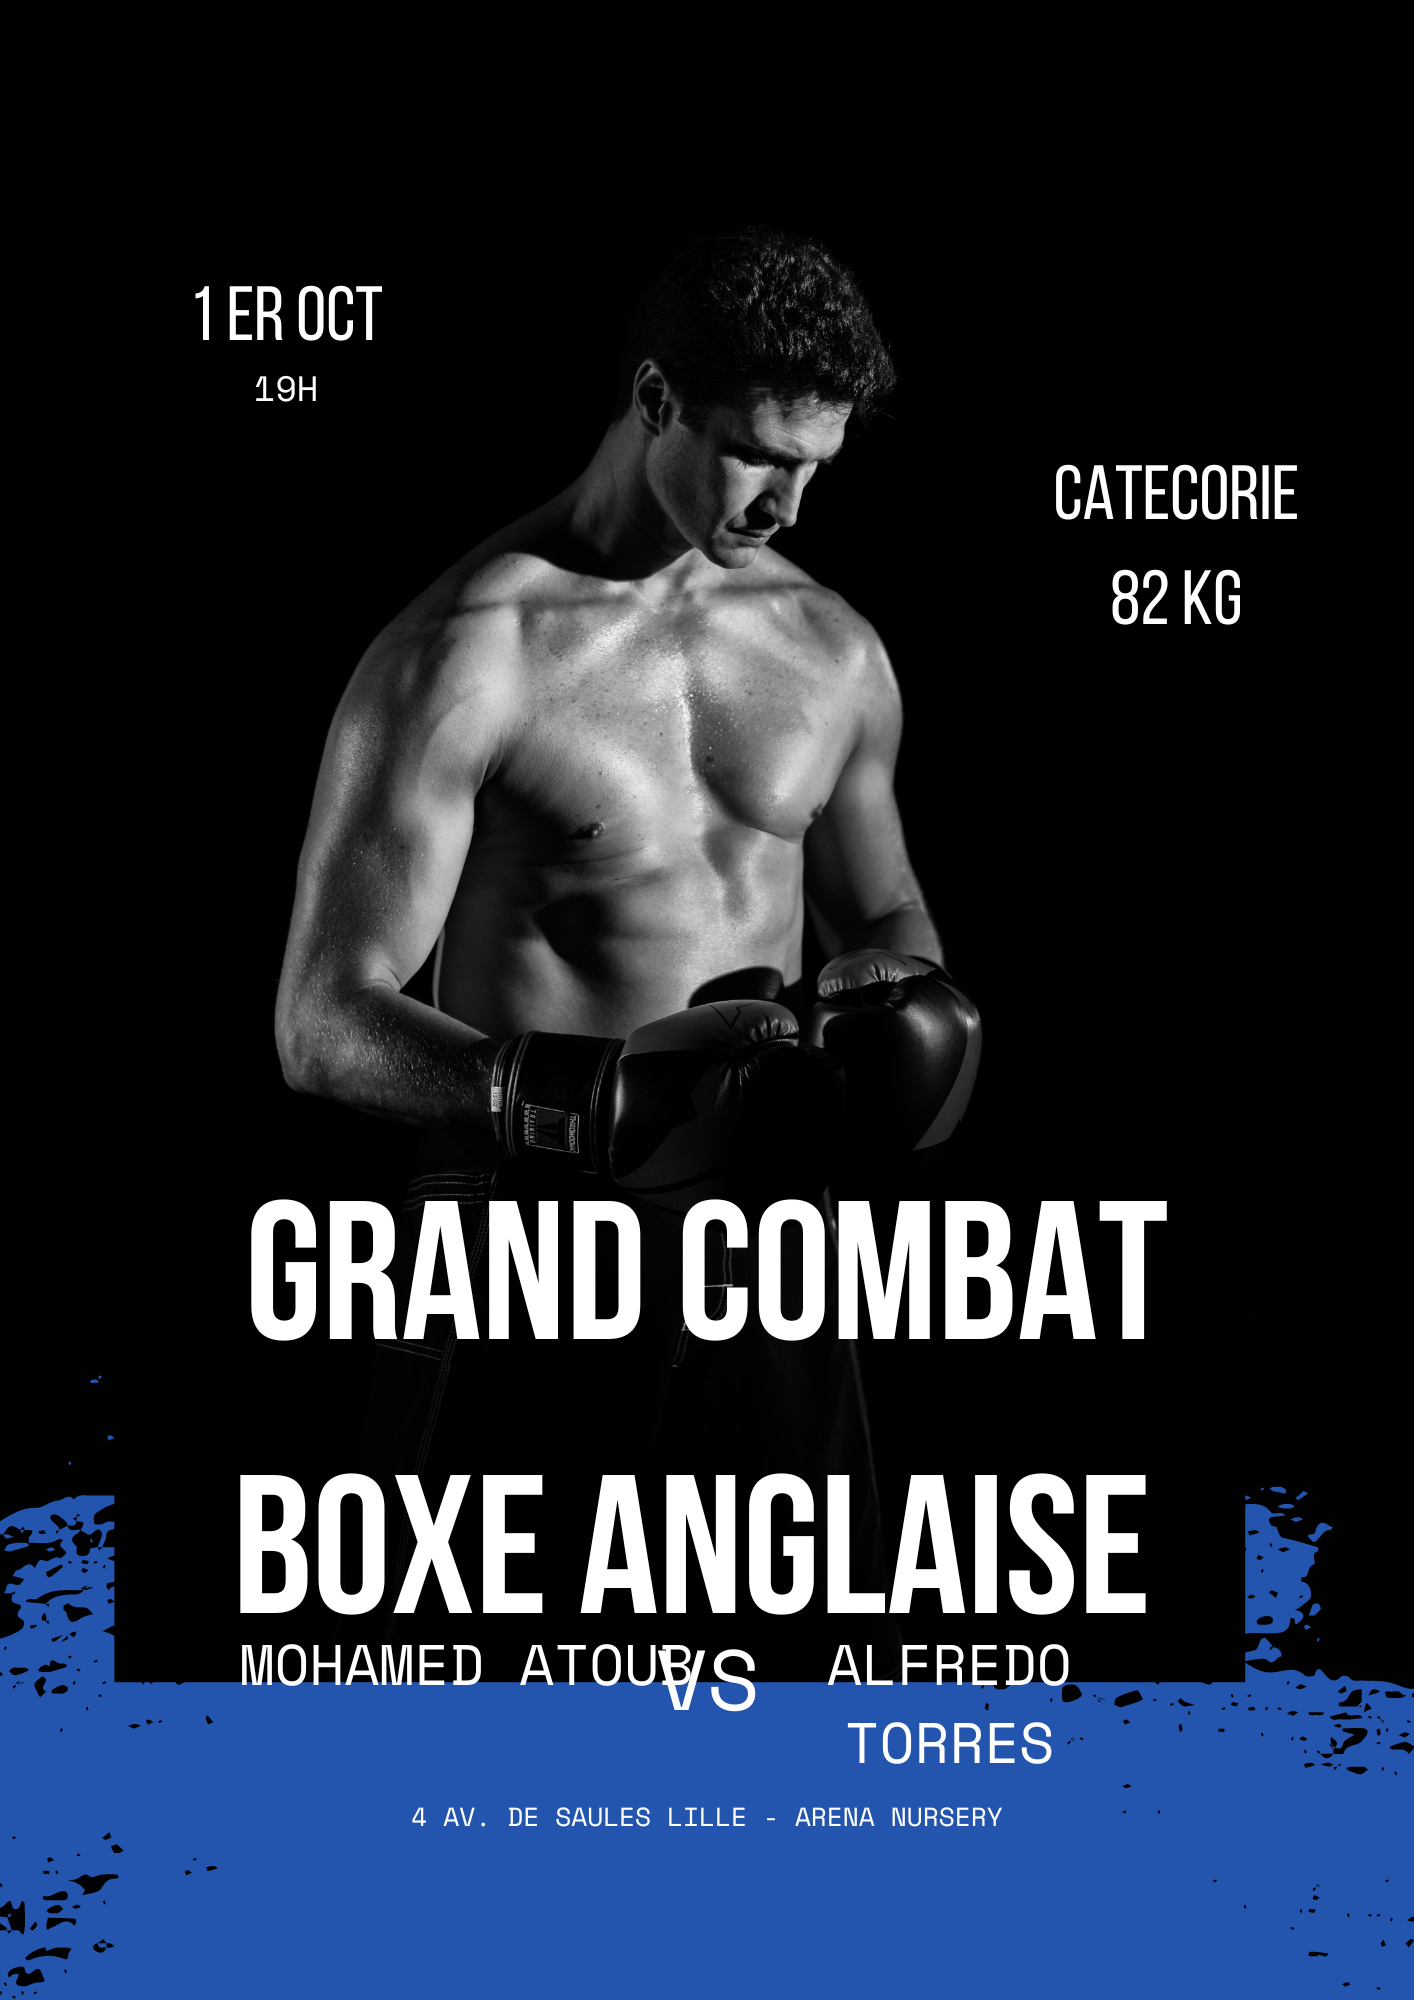 1 ER OCT
19H
CATECORIE
82 KG
GRAND COMBAT
BOXE ANGLAISE
MOHAMED ATOUB VS ALFREDO
TORRES
4 AV. DE SAULES LILLE - ARENA NURSERY